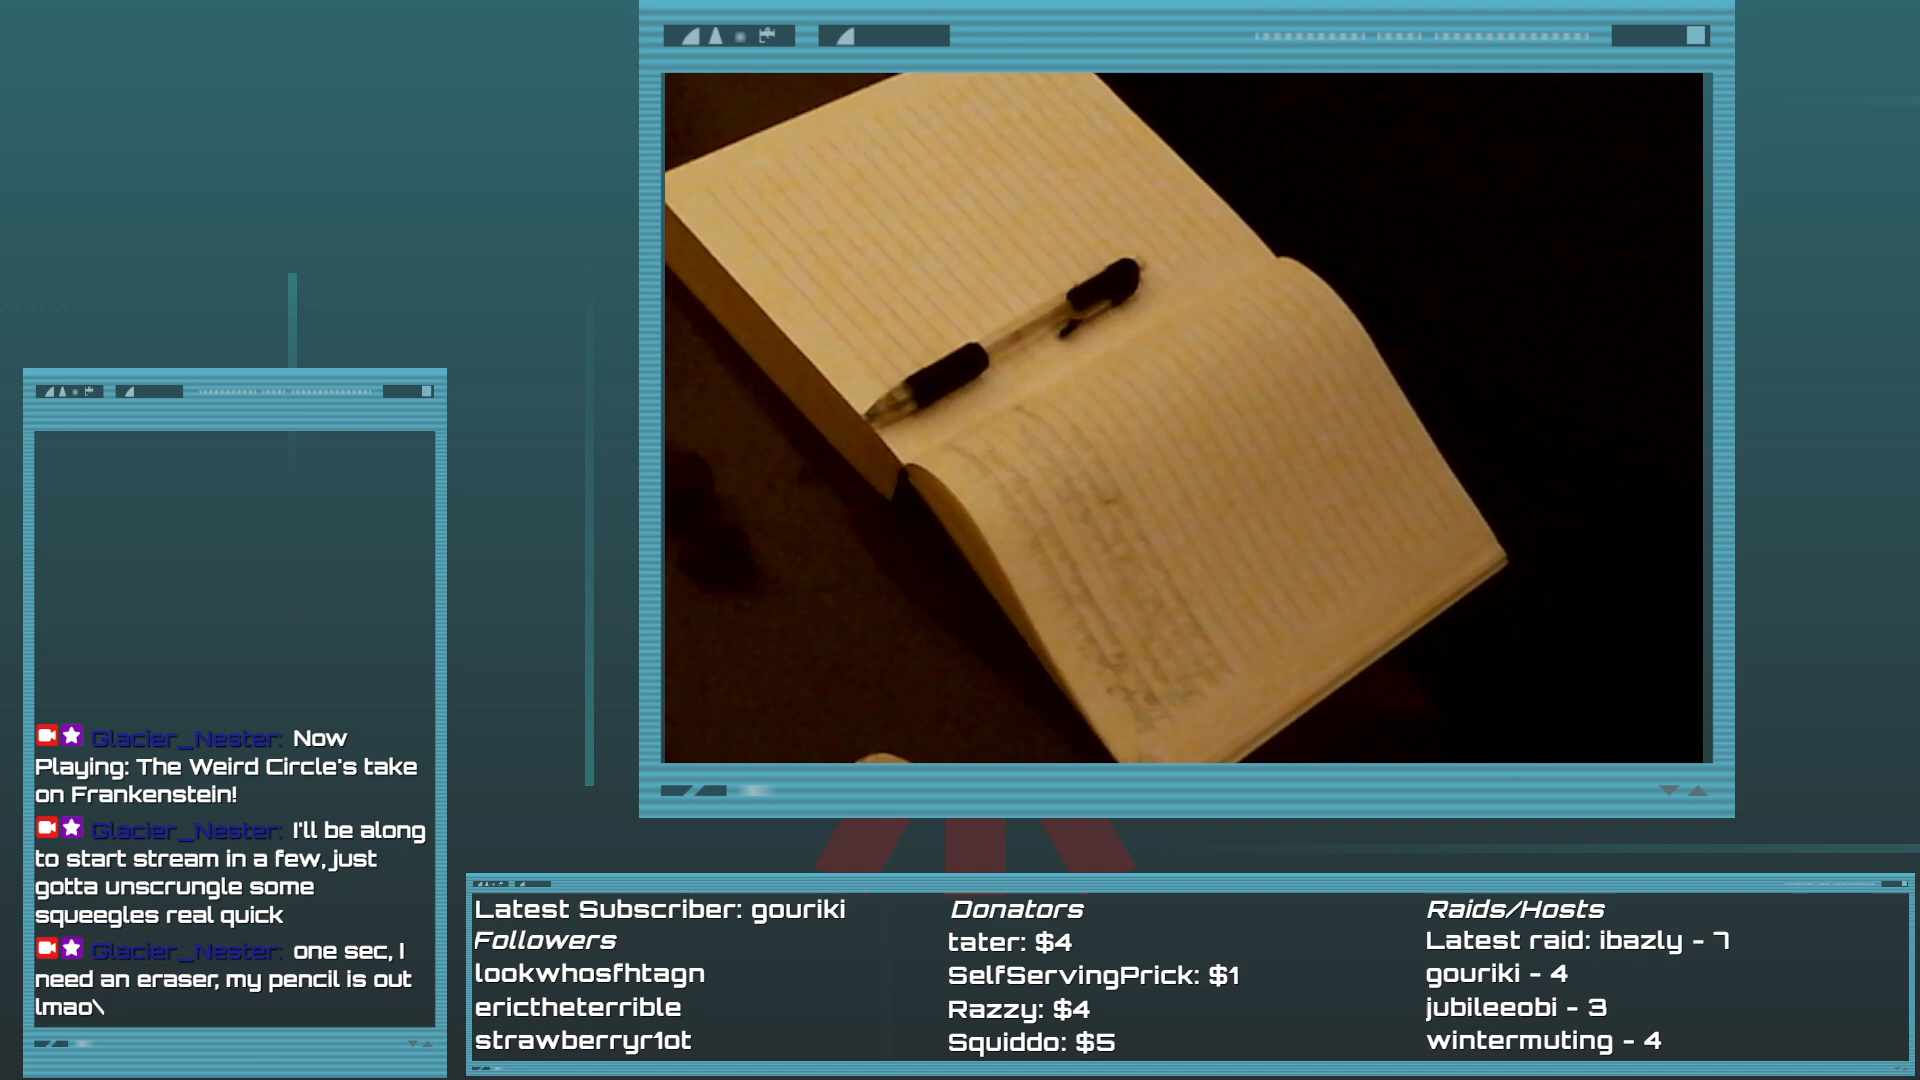 Glacier_Nester: Now
Playing: The Weird Circle's take
on Frankenstein!
Glacier_Nester: I'll be along
to start stream in a few, just
gotta unscrungle some
squeegles real quick
Glacier_Nester: one sec, I
need an eraser, my pencil is out
lmao\
Latest Subscriber: gouriki
Followers
lookwhosfhtagn
erictheterrible
strawberryr1ot
Donators
tater: $4
SelfServingPrick: $1
Razzy: $4
Squiddo: $5
Raids/Hosts
Latest raid: ibazly - 7
gouriki - 4
jubileeobi - 3
wintermuting - 4